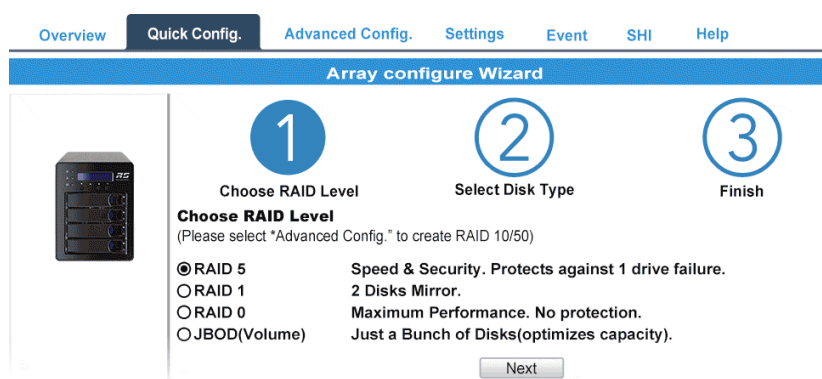 Overview Quick Config. Advanced Config. Settings Event SHI Help
Array configure Wizard
1 2 3
Choose RAID Level Select Disk Type Finish
RS
Choose RAID Level
(Please select *Advanced Config." to create RAID 10/50)
RAID 5 Speed & Security. Protects against 1 drive failure.
RAID 1 2 Disks Mirror.
RAID 0 Maximum Performance. No protection.
JBOD(Volume) Just a Bunch of Disks(optimizes capacity).
Next